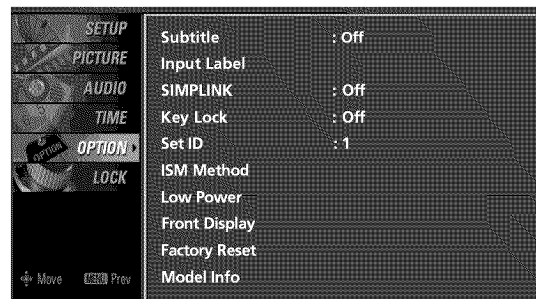 SETUP
PICTURE
AUDIO
TIME
OPTION
LOCK
Move MENU Prev
Subtitle : Off
Input Label
SIMPLINK : Off
Key Lock : Off
Set ID : 1
ISM Method
Low Power
Front Display
Factory Reset
Model Info